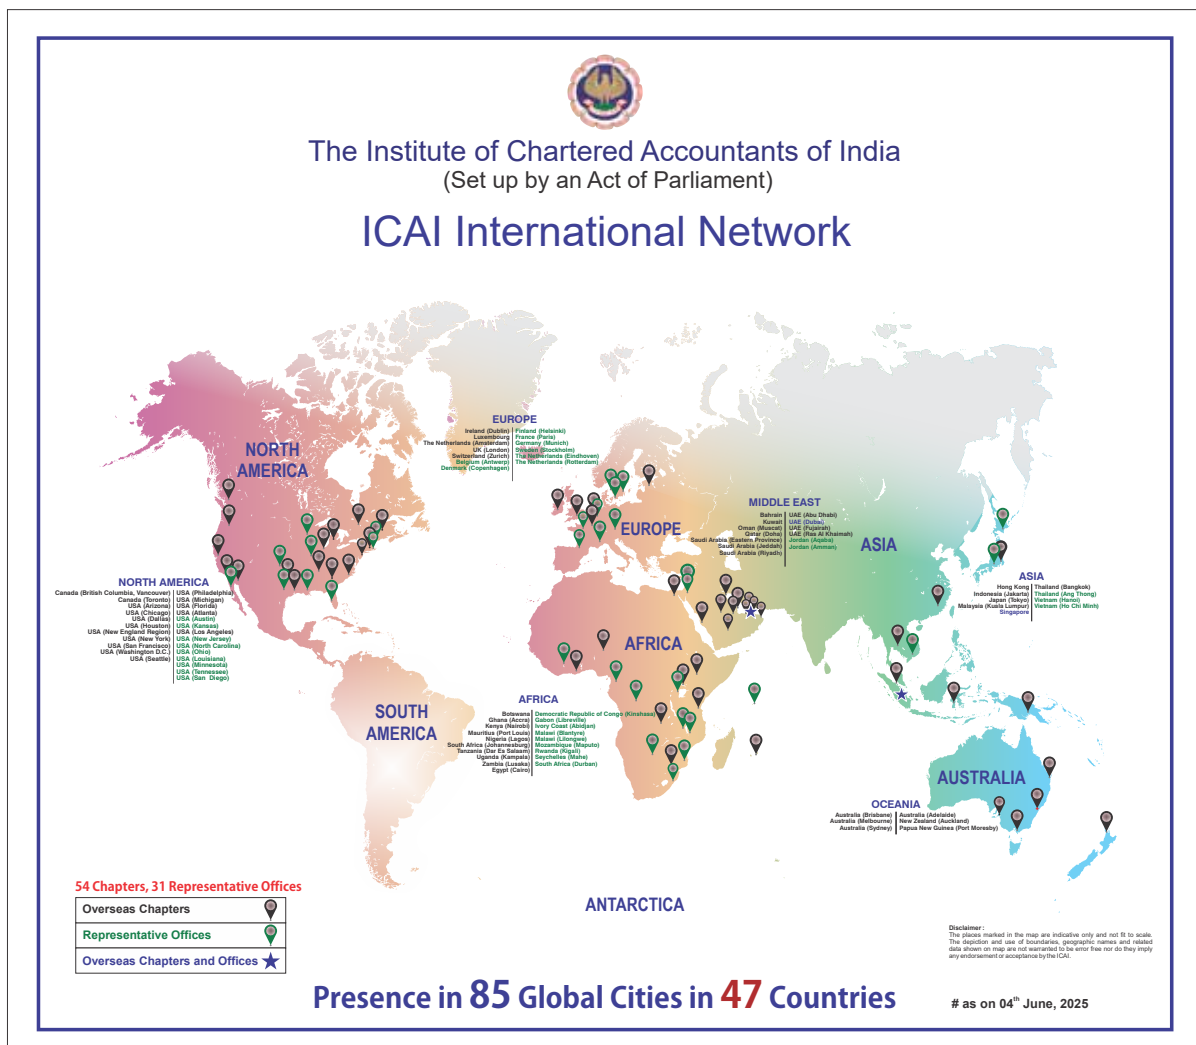 The Institute of Chartered Accountants of India
(Set up by an Act of Parliament)
ICAI International Network
EUROPE
Ireland (Dublin)
Luxembourg
The Netherlands (Amsterdam)
UK (London)
Switzerland (Zurich)
Belgium (Antwerp)
Denmark (Copenhagen)
Finland (Helsinki)
France (Paris)
Germany (Munich)
Sweden (Stockholm)
The Netherlands (Eindhoven)
The Netherlands (Rotterdam)
NORTH
AMERICA
EUROPE
MIDDLE EAST
Bahrain
Kuwait
Oman (Muscat)
Qatar (Doha)
Saudi Arabia (Eastern Province)
Saudi Arabia (Jeddah)
Saudi Arabia (Riyadh)
UAE (Abu Dhabi)
UAE (Dubai)
UAE (Fujairah)
UAE (Ras Al Khaimah)
Jordan (Aqaba)
Jordan (Amman)
ASIA
NORTH AMERICA
Canada (British Columbia, Vancouver)
Canada (Toronto)
USA (Arizona)
USA (Chicago)
USA (Dallas)
USA (Houston)
USA (New England Region)
USA (New York)
USA (San Francisco)
USA (Washington D.C.)
USA (Seattle)
USA (Philadelphia)
USA (Michigan)
USA (Florida)
USA (Atlanta)
USA (Austin)
USA (Kansas)
USA (Los Angeles)
USA (New Jersey)
USA (North Carolina)
USA (Ohio)
USA (Louisiana)
USA (Minnesota)
USA (Tennessee)
USA (San Diego)
ASIA
Hong Kong
Indonesia (Jakarta)
Japan (Tokyo)
Malaysia (Kuala Lumpur)
Singapore
Thailand (Bangkok)
Thailand (Ang Thong)
Vietnam (Hanoi)
Vietnam (Ho Chi Minh)
AFRICA
SOUTH
AMERICA
AFRICA
Botswana
Ghana (Accra)
Kenya (Nairobi)
Mauritius (Port Louis)
Nigeria (Lagos)
South Africa (Johannesburg)
Tanzania (Dar Es Salaam)
Uganda (Kampala)
Zambia (Lusaka)
Egypt (Cairo)
Democratic Republic of Congo (Kinshasa)
Gabon (Libreville)
Ivory Coast (Abidjan)
Malawi (Blantyre)
Malawi (Lilongwe)
Mozambique (Maputo)
Rwanda (Kigali)
Seychelles (Mahe)
South Africa (Durban)
AUSTRALIA
OCEANIA
Australia (Brisbane)
Australia (Melbourne)
Australia (Sydney)
Australia (Adelaide)
New Zealand (Auckland)
Papua New Guinea (Port Moresby)
54 Chapters, 31 Representative Offices
Overseas Chapters
Representative Offices
Overseas Chapters and Offices
ANTARCTICA
Disclaimer :
The places marked in the map are indicative only and not fit to scale.
The depiction and use of boundaries, geographic names and related
data shown on map are not warranted to be error free nor do they imply
any endorsement or acceptance by the ICAI.
Presence in 85 Global Cities in 47 Countries
# as on 04th June, 2025